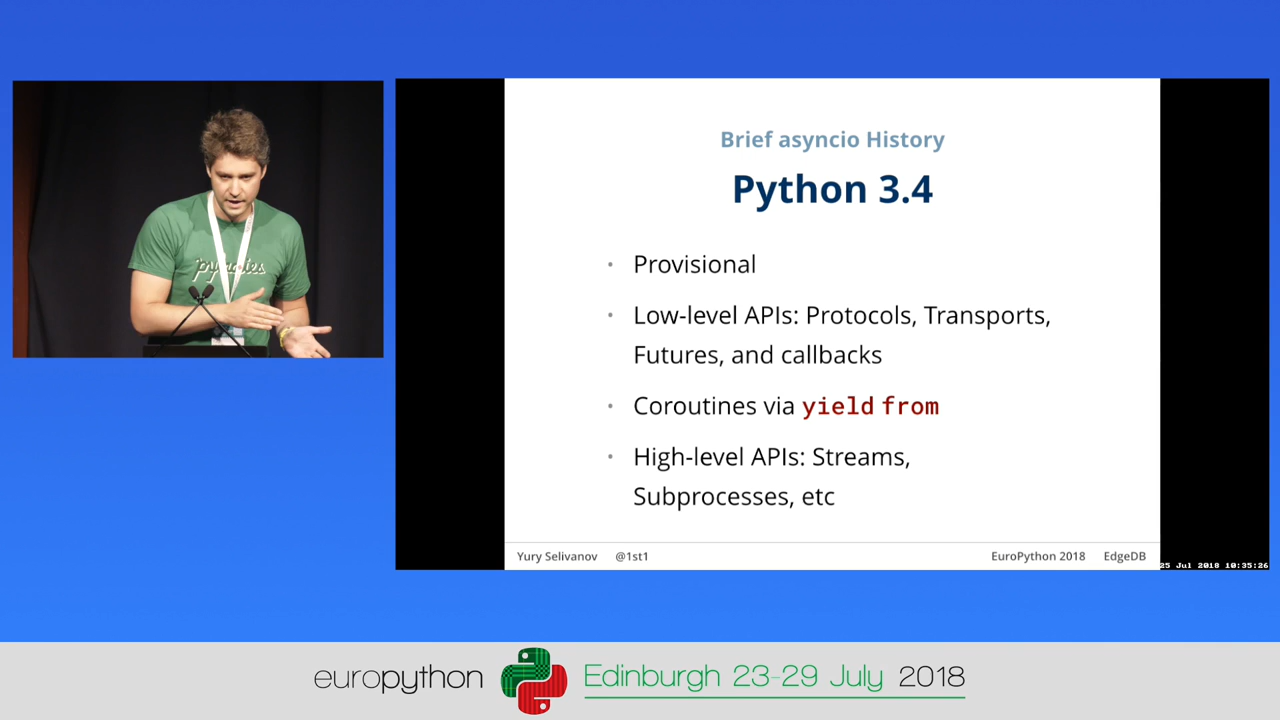 pyladies
Brief asyncio History
Python 3.4
• Provisional
• Low-level APIs: Protocols, Transports,
Futures, and callbacks
• Coroutines via yield from
• High-level APIs: Streams,
Subprocesses, etc
Yury Selivanov @1st1 EuroPython 2018 EdgeDB
25 Jul 2018 10:35:26
europython Edinburgh 23-29 July 2018